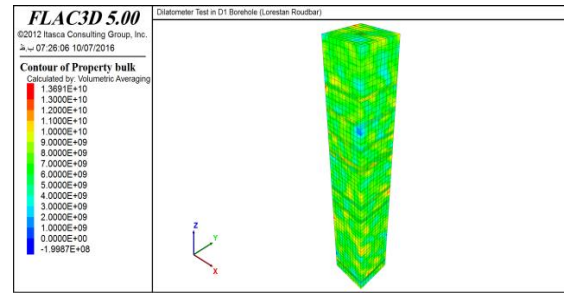 FLAC3D 5.00
©2012 Itasca Consulting Group, Inc.
07:26:06 10/07/2016
Contour of Property bulk
Calculated by: Volumetric Averaging
1.3691E+10
1.3000E+10
1.2000E+10
1.1000E+10
1.0000E+10
9.0000E+09
8.0000E+09
7.0000E+09
6.0000E+09
5.0000E+09
4.0000E+09
3.0000E+09
2.0000E+09
1.0000E+09
0.0000E+00
-1.9987E+08
Dilatometer Test in D1 Borehole (Lorestan Roudbar)
Z
Y
X